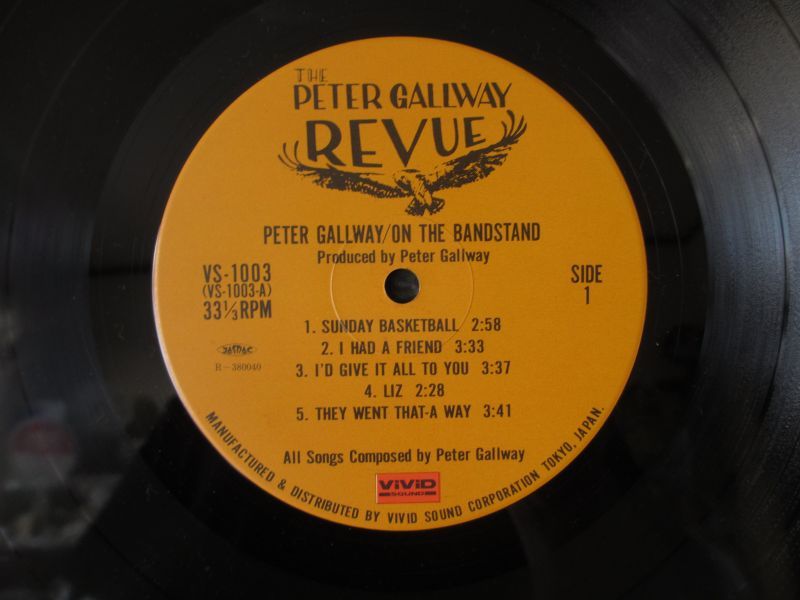 THE
PETER GALLWAY
REVUE
PETER GALLWAY/ON THE BANDSTAND
Produced by Peter Gallway
VS-1003
(VS-1003-A)
33⅓RPM
SIDE
1
JASRAC
R-380040
1. SUNDAY BASKETBALL 2:58
2. I HAD A FRIEND 3:33
3. I'D GIVE IT ALL TO YOU 3:37
4. LIZ 2:28
5. THEY WENT THAT-A WAY 3:41
All Songs Composed by Peter Gallway
ViViD
SOUND
MANUFACTURED & DISTRIBUTED BY VIVID SOUND CORPORATION TOKYO, JAPAN.